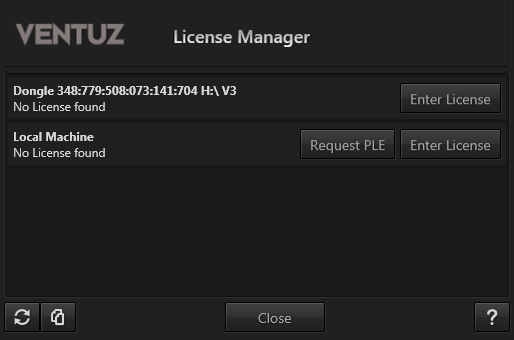 VENTUZ License Manager
Dongle 348:779:508:073:141:704 H:\ V3
No License found
Enter License
Local Machine
No License found
Request PLE Enter License
Close ?